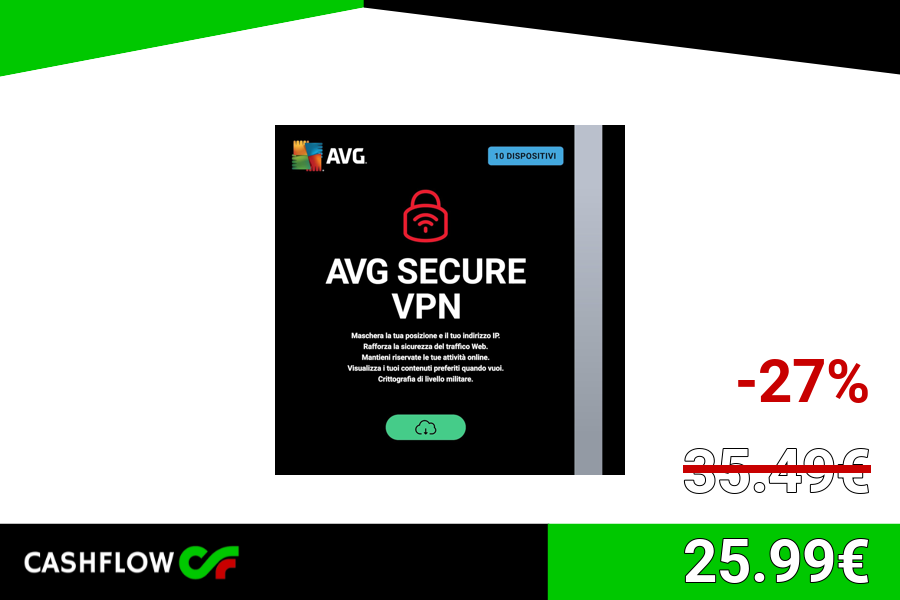 AVG
10 DISPOSITIVI
AVG SECURE
VPN
Maschera la tua posizione e il tuo indirizzo IP.
Rafforza la sicurezza del traffico Web.
Mantieni riservate le tue attività online.
Visualizza i tuoi contenuti preferiti quando vuoi.
Crittografia di livello militare.
-27%
35.49€
CASHFLOW
25.99€